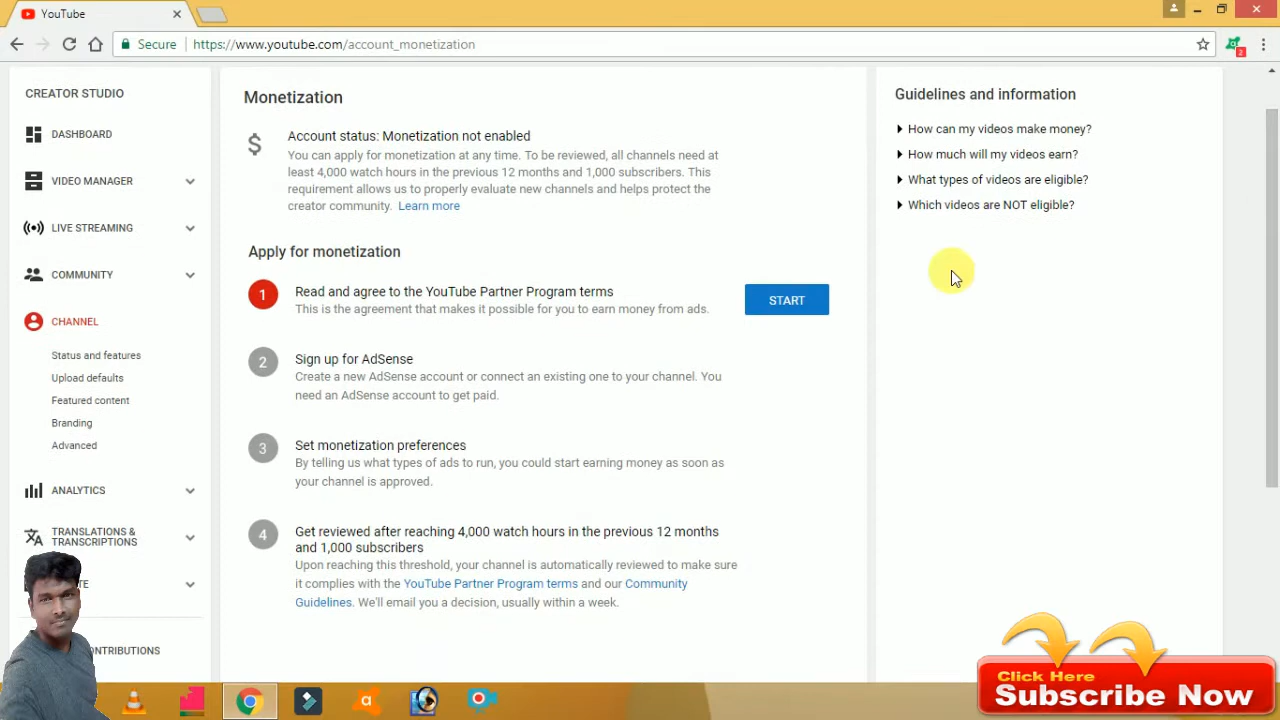 YouTube
Secure https://www.youtube.com/account_monetization
2
CREATOR STUDIO
DASHBOARD
VIDEO MANAGER
LIVE STREAMING
COMMUNITY
CHANNEL
Status and features
Upload defaults
Featured content
Branding
Advanced
ANALYTICS
TRANSLATIONS &
TRANSCRIPTIONS
Monetization
$
Account status: Monetization not enabled
You can apply for monetization at any time. To be reviewed, all channels need at
least 4,000 watch hours in the previous 12 months and 1,000 subscribers. This
requirement allows us to properly evaluate new channels and helps protect the
creator community. Learn more
Apply for monetization
1
Read and agree to the YouTube Partner Program terms
This is the agreement that makes it possible for you to earn money from ads.
START
2
Sign up for AdSense
Create a new AdSense account or connect an existing one to your channel. You
need an AdSense account to get paid.
3
Set monetization preferences
By telling us what types of ads to run, you could start earning money as soon as
your channel is approved.
4
Get reviewed after reaching 4,000 watch hours in the previous 12 months
and 1,000 subscribers
Upon reaching this threshold, your channel is automatically reviewed to make sure
it complies with the YouTube Partner Program terms and our Community
Guidelines. We'll email you a decision, usually within a week.
Guidelines and information
How can my videos make money?
How much will my videos earn?
What types of videos are eligible?
Which videos are NOT eligible?
Click Here
Subscribe Now